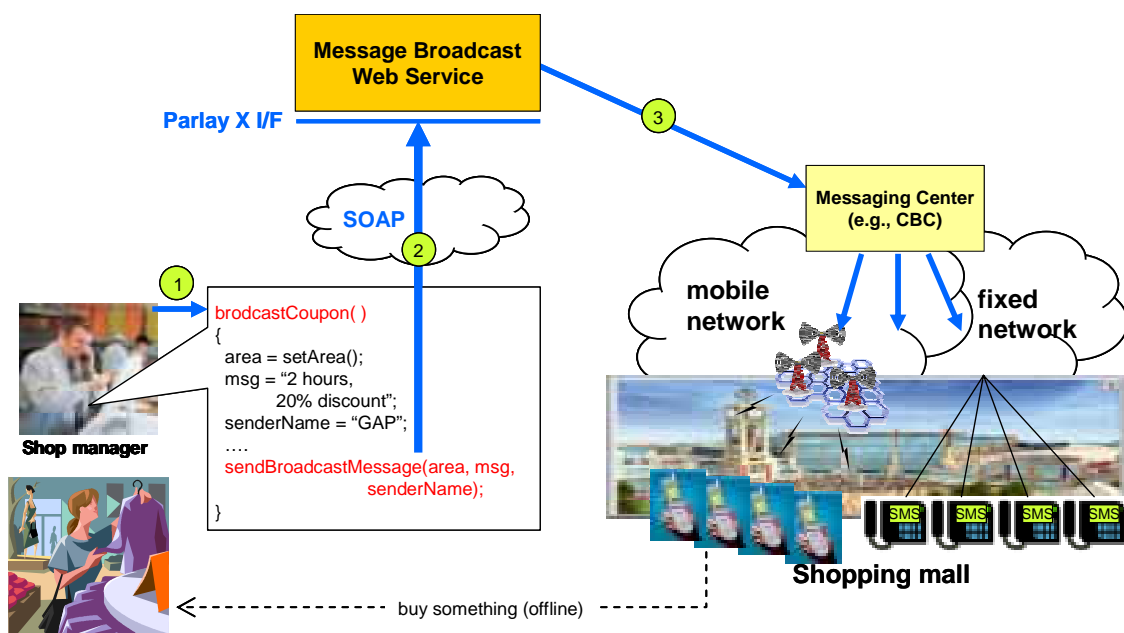 Message Broadcast
Web Service
Parlay X I/F
3
Messaging Center
(e.g., CBC)
SOAP
2
mobile
network
fixed
network
1
brodcastCoupon( )
{
area = setArea();
msg = “2 hours,
20% discount”;
senderName = “GAP”;
….
sendBroadcastMessage(area, msg,
senderName);
}
Shop manager
SMS
SMS
SMS
SMS
Shopping mall
buy something (offline)